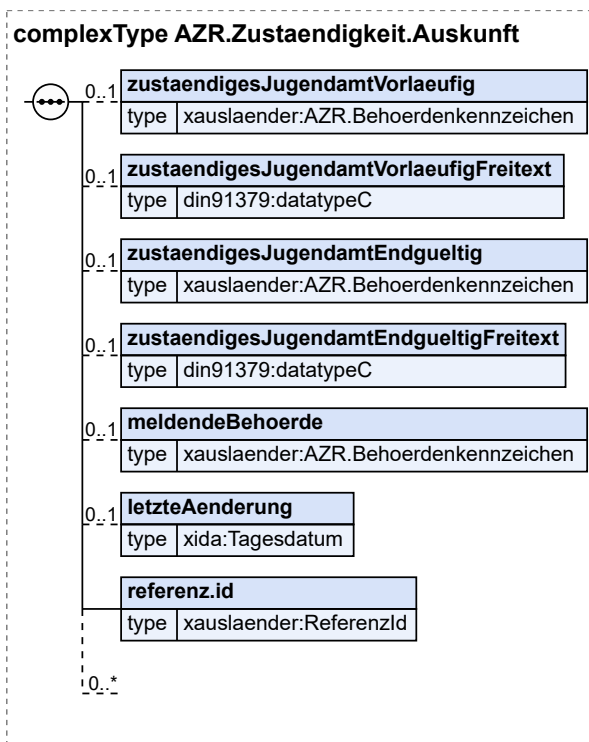 complexType AZR.Zustaendigkeit.Auskunft
0..1 zustaendigesJugendamtVorlaeufig
type xauslaender:AZR.Behoerdenkennzeichen
0..1 zustaendigesJugendamtVorlaeufigFreitext
type din91379:datatypeC
0..1 zustaendigesJugendamtEndgueltig
type xauslaender:AZR.Behoerdenkennzeichen
0..1 zustaendigesJugendamtEndgueltigFreitext
type din91379:datatypeC
0..1 meldendeBehoerde
type xauslaender:AZR.Behoerdenkennzeichen
0..1 letzteAenderung
type xida:Tagesdatum
referenz.id
type xauslaender:ReferenzId
0..*